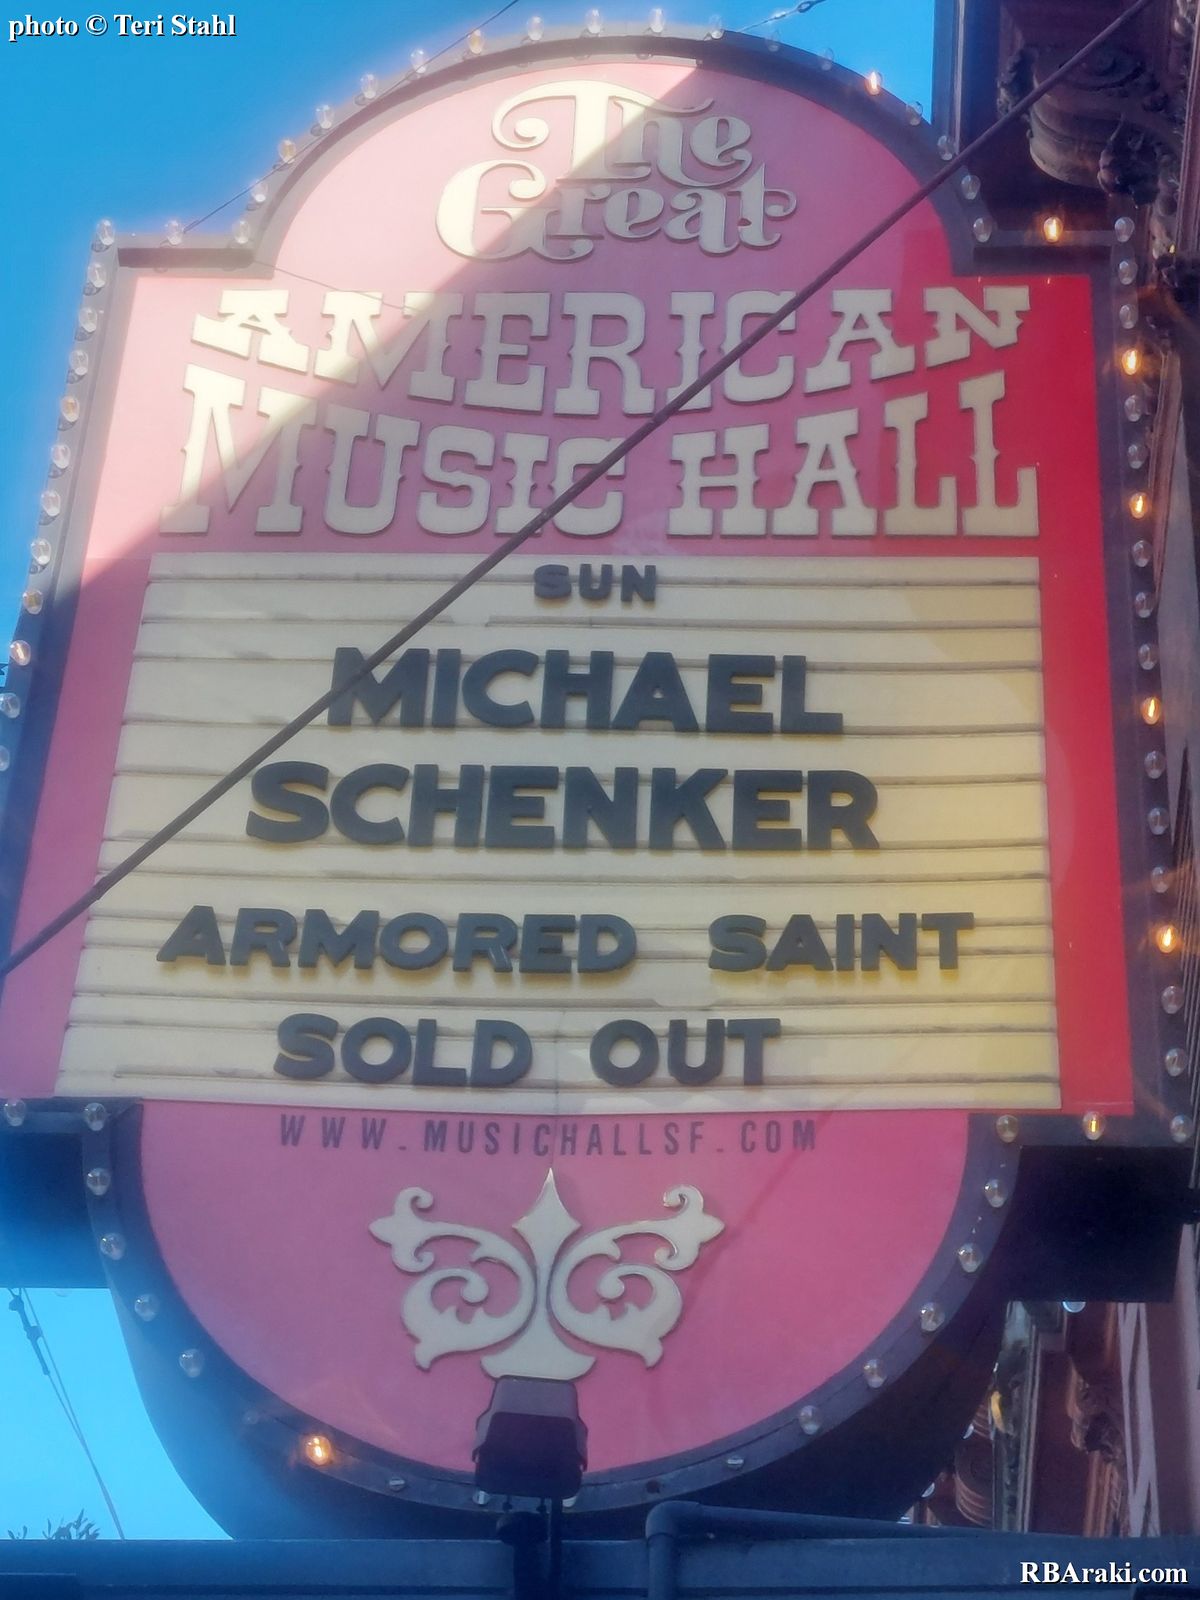 photo © Teri Stahl
The
Great
AMERICAN
MUSIC HALL
SUN
MICHAEL
SCHENKER
ARMORED SAINT
SOLD OUT
WWW.MUSICHALLSF.COM
RBAraki.com